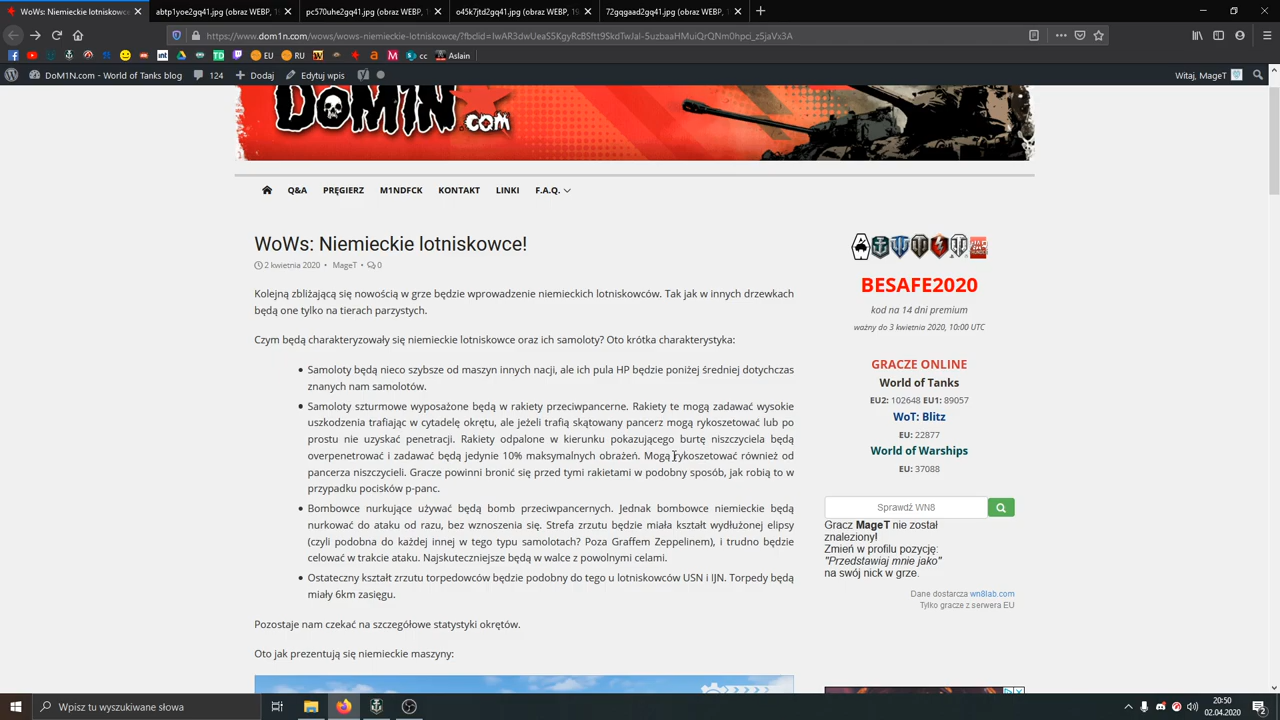 WoWs: Niemieckie lotniskowce
abtp1yoe2gq41.jpg (obraz WEBP,
pc570uhe2gq41.jpg (obraz WEBP, 1
o45k7jtd2gq41.jpg (obraz WEBP, 19
72gqgaad2gq41.jpg (obraz WEBP, 19
https://www.dom1n.com/wows/wows-niemieckie-lotniskowce/?fbclid=
EU
RU
cc
Aslain
DoM1N.com - World of Tanks blog
124
Dodaj
Edytuj wpis
Witaj, MageT
DOM1N.com
Q&A PRĘGIERZ M1NDFCK KONTAKT LINKI F.A.Q.
WoWs: Niemieckie lotniskowce!
2 kwietnia 2020 • MageT • 0
Kolejną zbliżającą się nowością w grze będzie wprowadzenie niemieckich lotniskowców. Tak jak w innych drzewkach
będą one tylko na tierach parzystych.
Czym będą charakteryzowały się niemieckie lotniskowce oraz ich samoloty? Oto krótka charakterystyka:
• Samoloty będą nieco szybsze od maszyn innych nacji, ale ich pula HP będzie poniżej średniej dotychczas
znanych nam samolotów.
• Samoloty szturmowe wyposażone będą w rakiety przeciwpancerne. Rakiety te mogą zadawać wysokie
uszkodzenia trafiając w cytadelę okrętu, ale jeżeli trafią skątowany pancerz mogą rykoszetować lub po
prostu nie uzyskać penetracji. Rakiety odpalone w kierunku pokazującego burtę niszczyciela będą
overpenetrować i zadawać będą jedynie 10% maksymalnych obrażeń. Mogą rykoszetować również od
pancerza niszczycieli. Gracze powinni bronić się przed tymi rakietami w podobny sposób, jak robią to w
przypadku pocisków p-panc.
• Bombowce nurkujące używać będą bomb przeciwpancernych. Jednak bombowce niemieckie będą
nurkować do ataku od razu, bez wznoszenia się. Strefa zrzutu będzie miała kształt wydłużonej elipsy
(czyli podobna do każdej innej w tego typu samolotach? Poza Graffem Zeppelinem), i trudno będzie
celować w trakcie ataku. Najskuteczniejsze będą w walce z powolnymi celami.
• Ostateczny kształt zrzutu torpedowców będzie podobny do tego u lotniskowców USN i IJN. Torpedy będą
miały 6km zasięgu.
Pozostaje nam czekać na szczegółowe statystyki okrętów.
Oto jak prezentują się niemieckie maszyny:
BESAFE2020
kod na 14 dni premium
ważny do 3 kwietnia 2020, 10:00 UTC
GRACZE ONLINE
World of Tanks
EU2: 102648 EU1: 89057
WoT: Blitz
EU: 22877
World of Warships
EU: 37088
Sprawdź WN8
Gracz MageT nie został
znaleziony!
Zmień w profilu pozycję:
"Przedstawiaj mnie jako"
na swój nick w grze.
Dane dostarcza wn8lab.com
Tylko gracze z serwera EU
Wpisz tu wyszukiwane słowa
20:50
02.04.2020
2